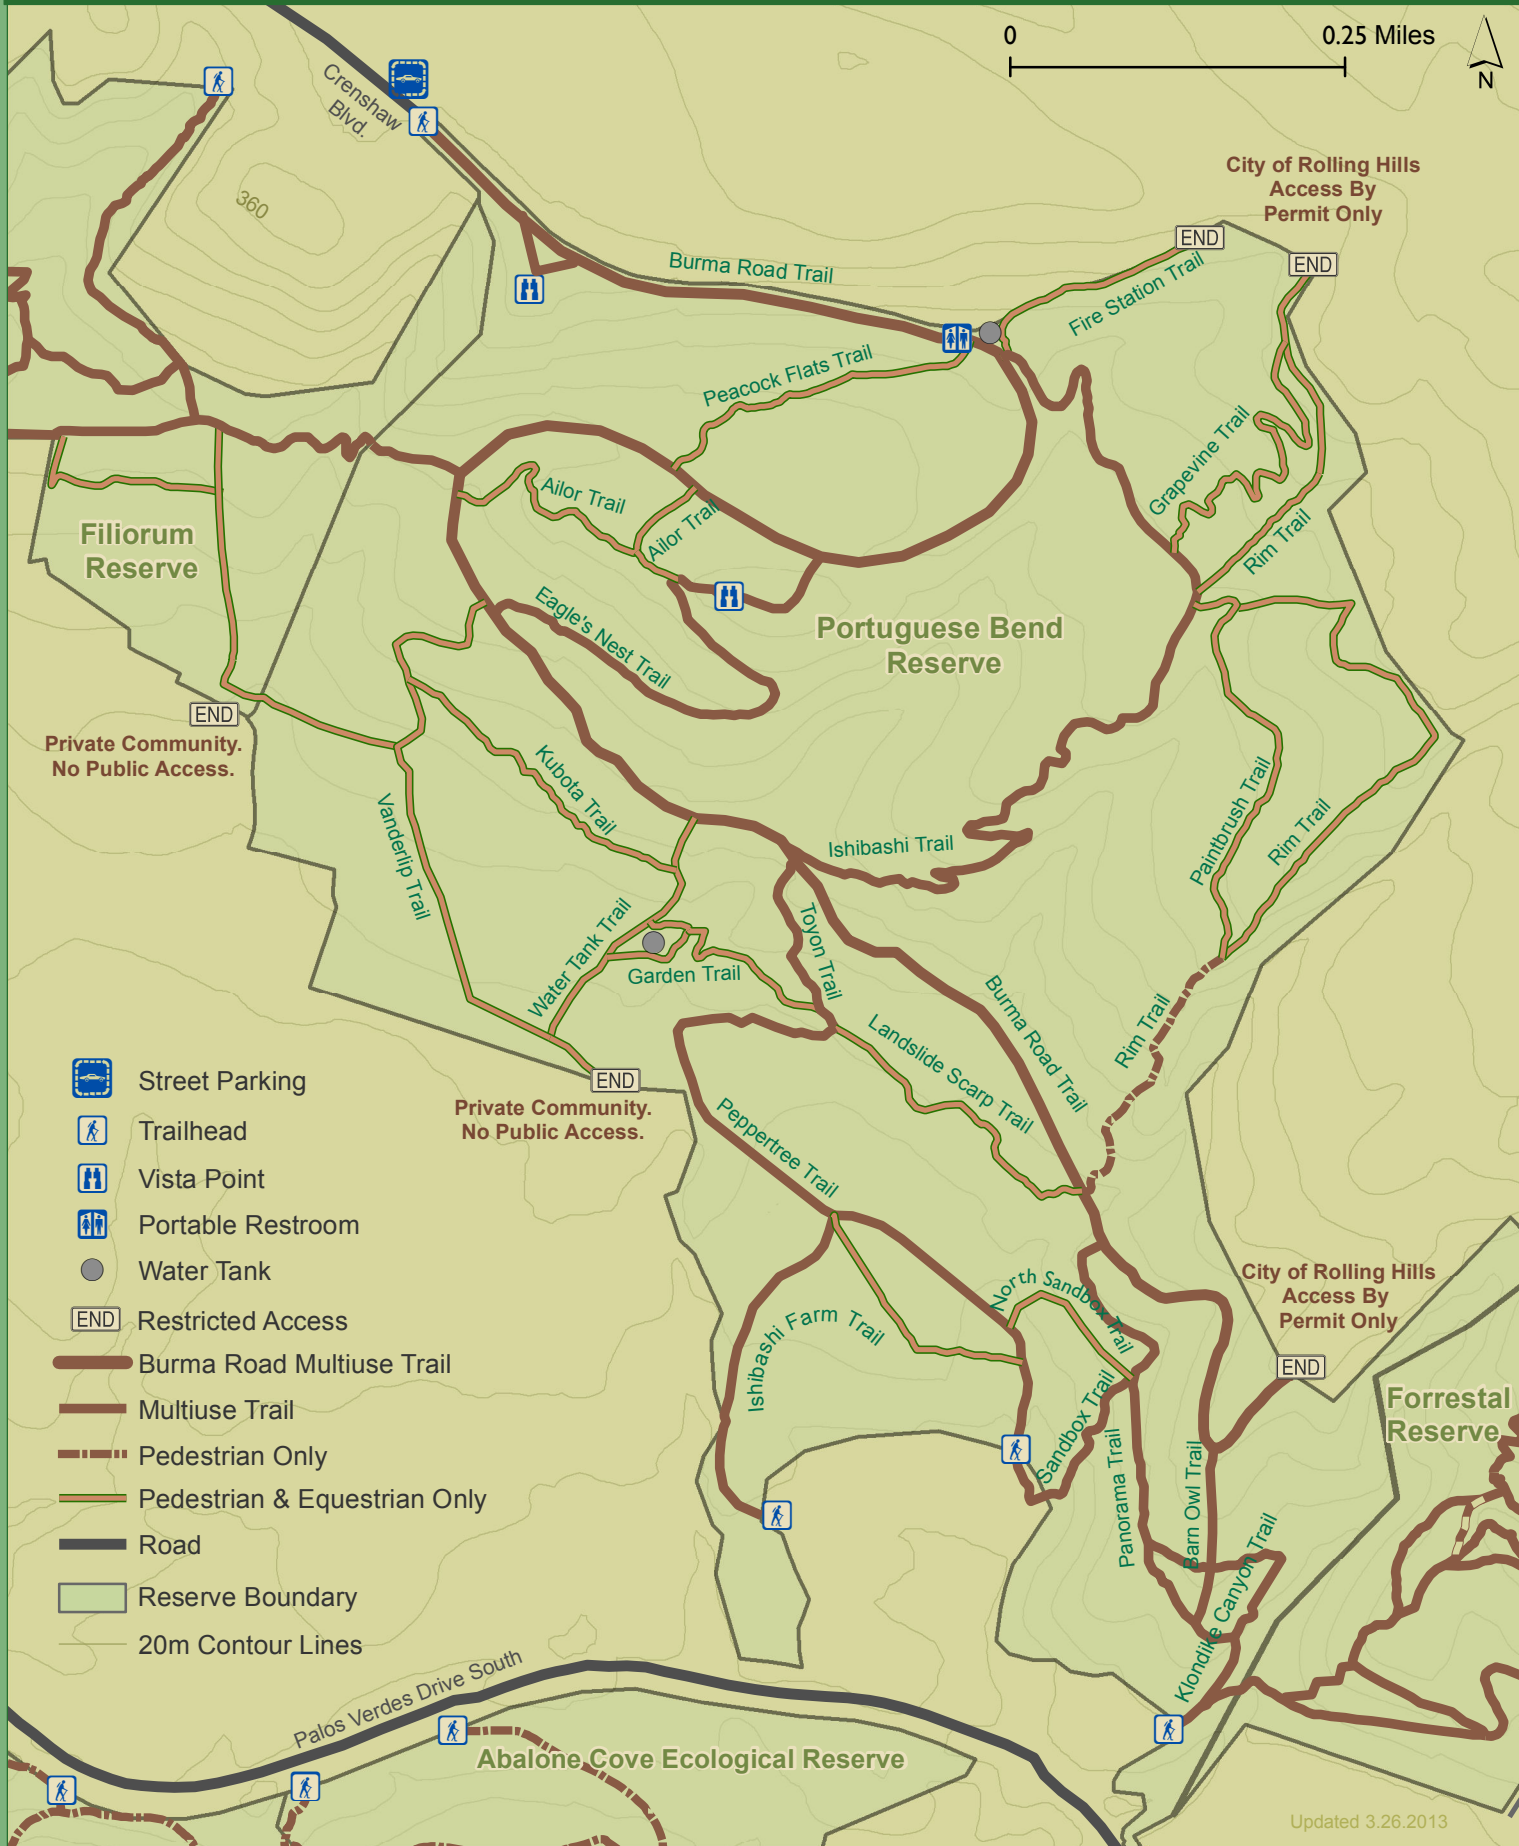 0
0.25 Miles
N
Crenshaw
Blvd.
360
City of Rolling Hills
Access By
Permit Only
END
END
Burma Road Trail
Fire Station Trail
Peacock Flats Trail
Grapevine Trail
Rim Trail
Ailor Trail
Ailor Trail
Filiorum
Reserve
Eagle's Nest Trail
Portuguese Bend
Reserve
END
Private Community.
No Public Access.
Kubota Trail
Vanderlip Trail
Ishibashi Trail
Paintbrush Trail
Rim Trail
Water Tank Trail
Toyon Trail
Garden Trail
Burma Road Trail
Rim Trail
Landslide Scarp Trail
END
Private Community.
No Public Access.
Peppertree Trail
North Sandbox Trail
Ishibashi Farm Trail
Sandbox Trail
City of Rolling Hills
Access By
Permit Only
END
Forrestal
Reserve
Panorama Trail
Barn Owl Trail
Klondike Canyon Trail
Street Parking
Trailhead
Vista Point
Portable Restroom
Water Tank
END
Restricted Access
Burma Road Multiuse Trail
Multiuse Trail
Pedestrian Only
Pedestrian & Equestrian Only
Road
Reserve Boundary
20m Contour Lines
Palos Verdes Drive South
Abalone Cove Ecological Reserve
Updated 3.26.2013